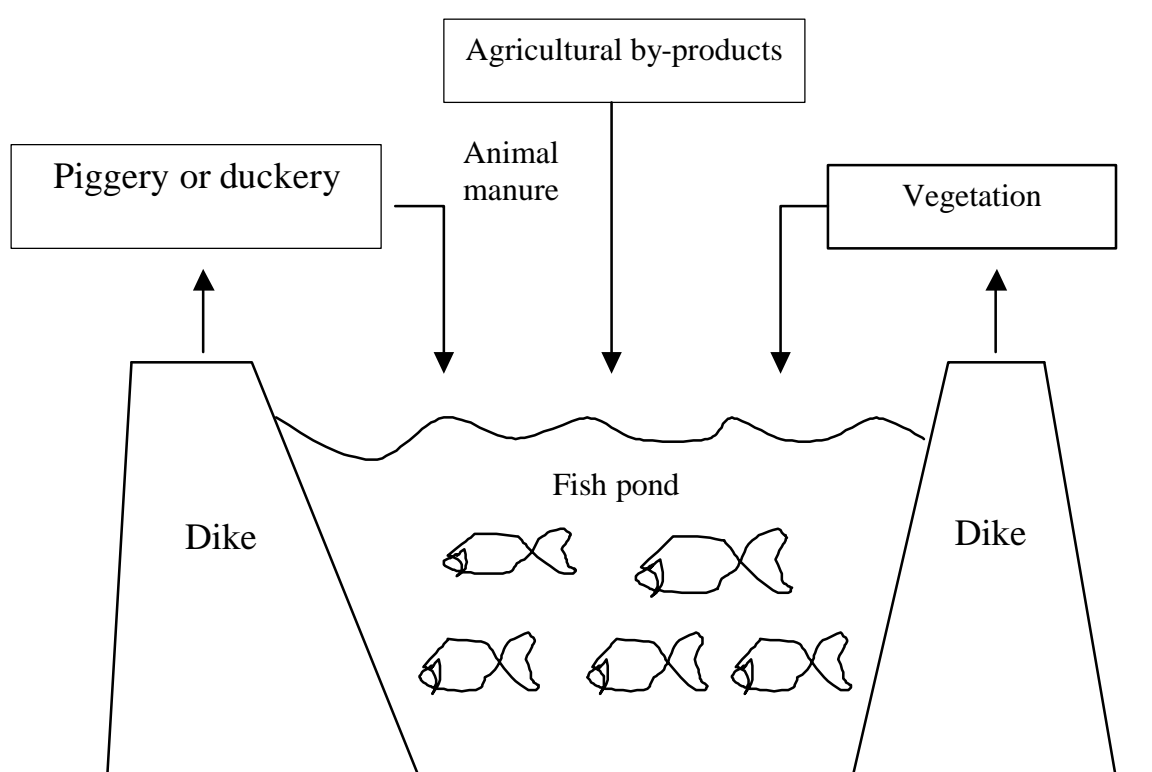 Agricultural by-products
Piggery or duckery
Animal
manure
Vegetation
Fish pond
Dike
Dike